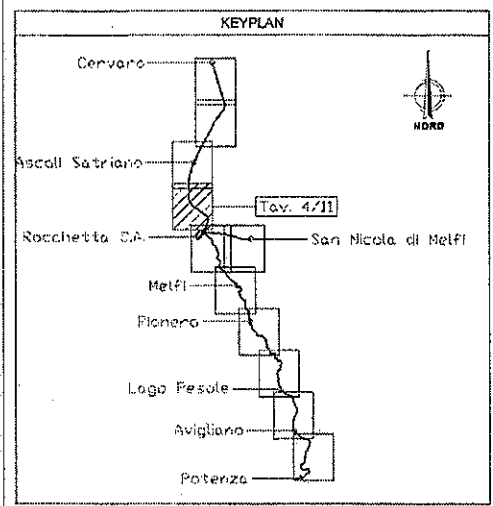 KEYPLAN
Cervaro
NORD
Ascoli Satriano
Tav. 4/11
Rocchetta S.A.
San Nicola di Melfi
Melfi
Rionero
Lago Pesole
Avigliano
Potenza